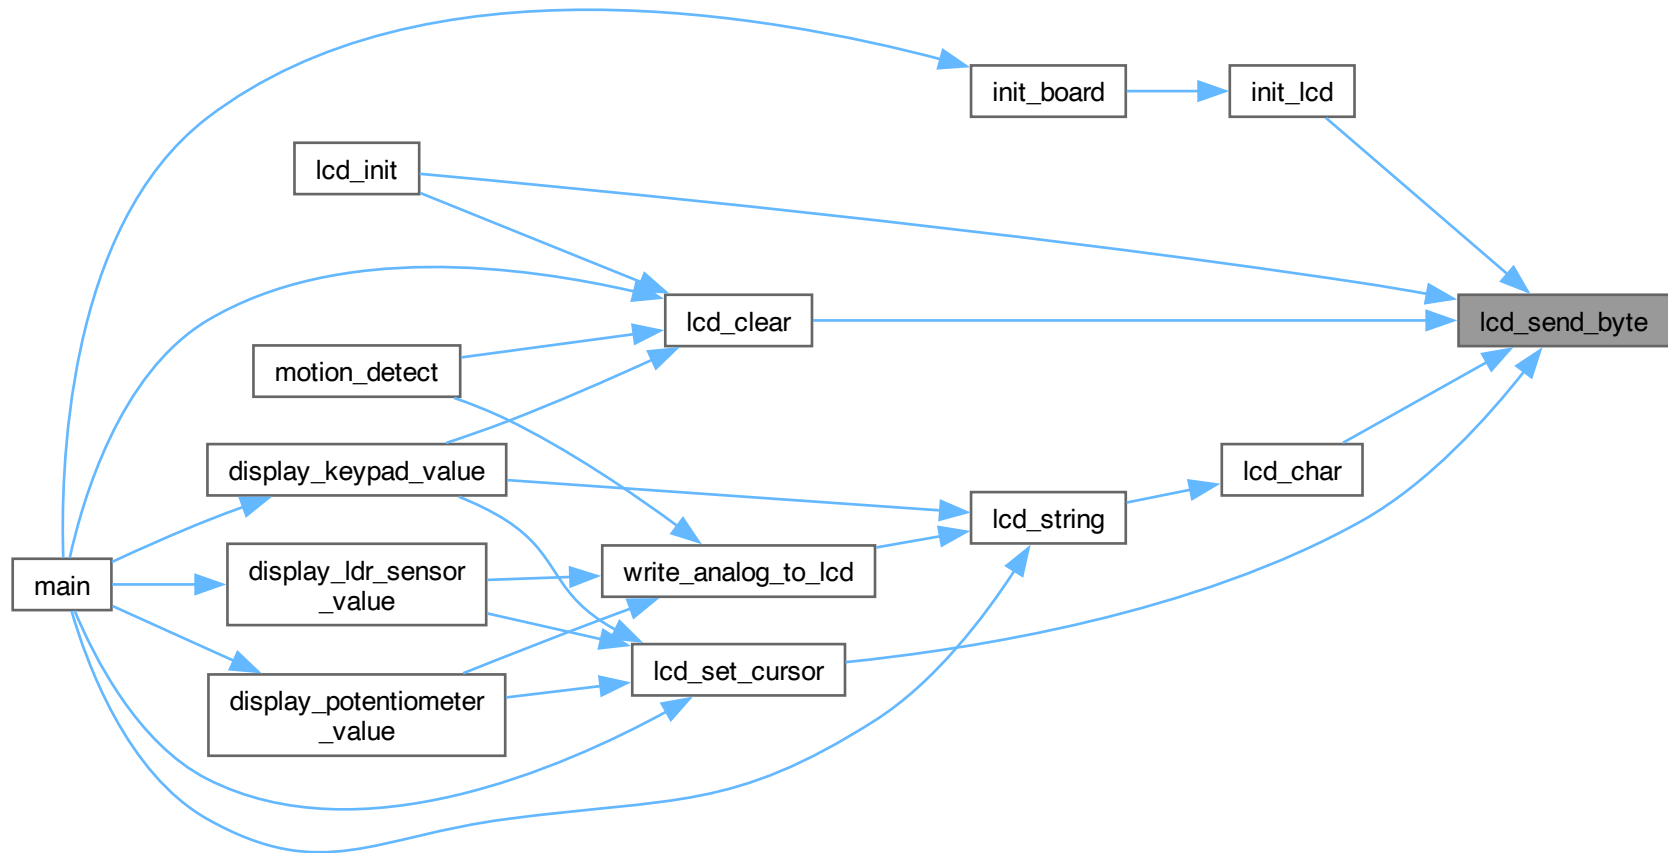 init_board
init_lcd
lcd_init
lcd_clear
lcd_send_byte
motion_detect
display_keypad_value
lcd_char
lcd_string
main
display_ldr_sensor
_value
write_analog_to_lcd
lcd_set_cursor
display_potentiometer
_value